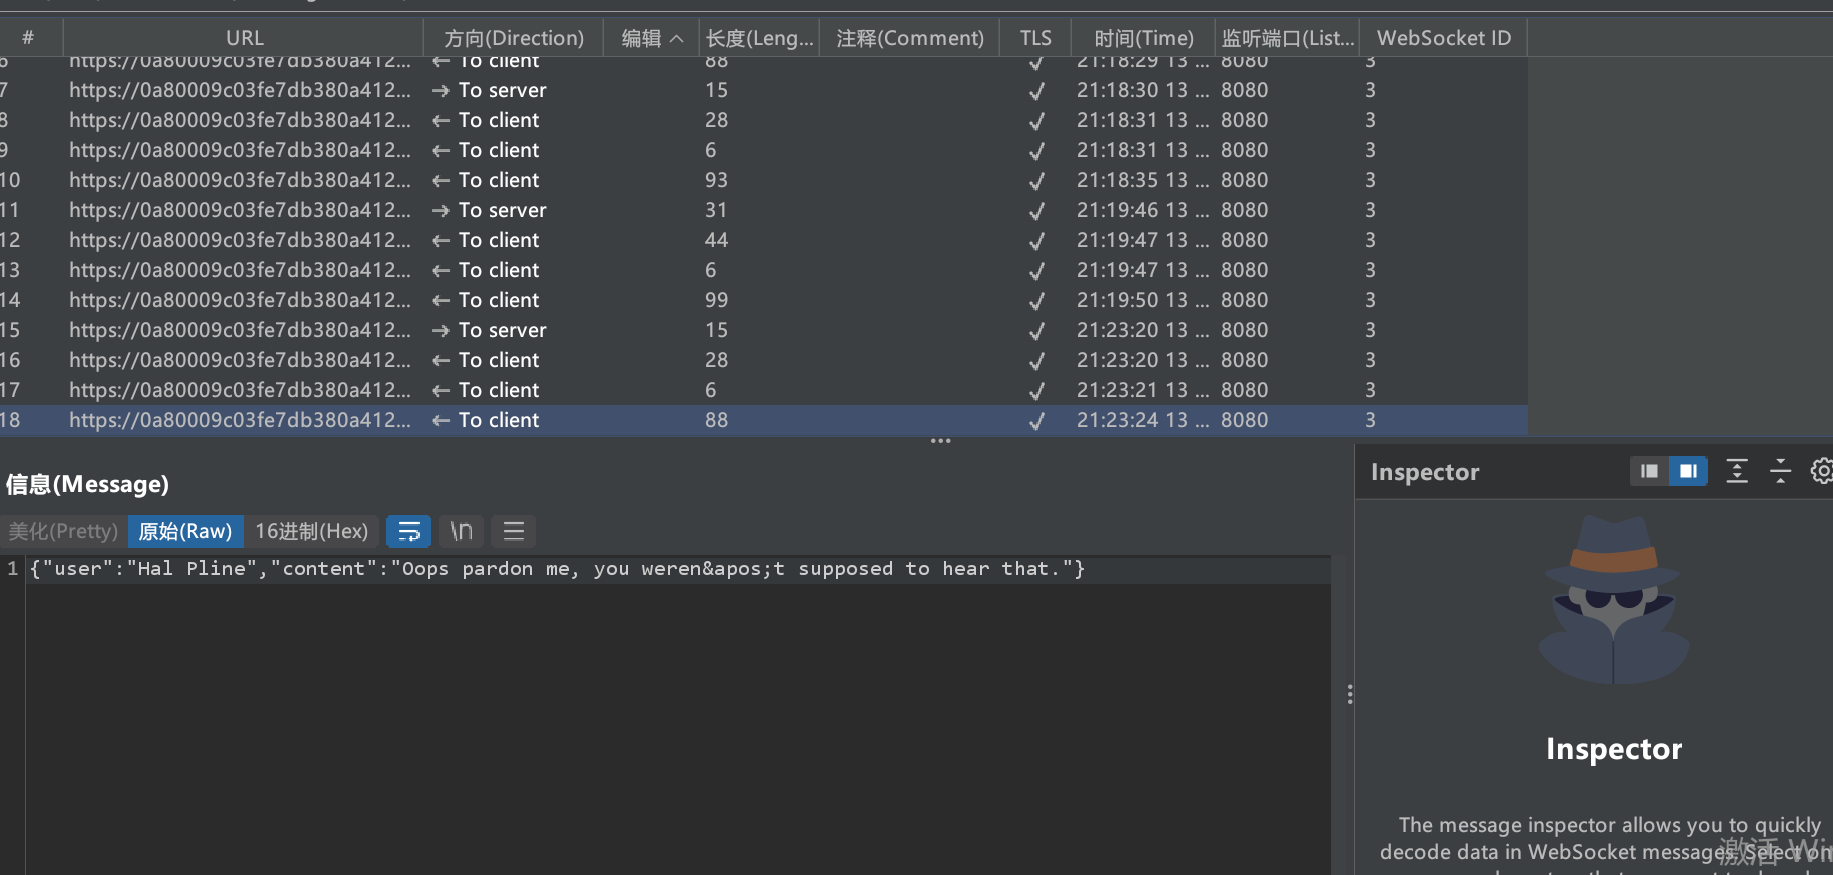 # URL 方向(Direction) 编辑 长度(Leng... 注释(Comment) TLS 时间(Time) 监听端口(List... WebSocket ID
6 https://0a80009c03fe7db380a412... ← To client 88 ✓ 21:18:29 13 ... 8080 3
7 https://0a80009c03fe7db380a412... → To server 15 ✓ 21:18:30 13 ... 8080 3
8 https://0a80009c03fe7db380a412... ← To client 28 ✓ 21:18:31 13 ... 8080 3
9 https://0a80009c03fe7db380a412... ← To client 6 ✓ 21:18:31 13 ... 8080 3
10 https://0a80009c03fe7db380a412... ← To client 93 ✓ 21:18:35 13 ... 8080 3
11 https://0a80009c03fe7db380a412... → To server 31 ✓ 21:19:46 13 ... 8080 3
12 https://0a80009c03fe7db380a412... ← To client 44 ✓ 21:19:47 13 ... 8080 3
13 https://0a80009c03fe7db380a412... ← To client 6 ✓ 21:19:47 13 ... 8080 3
14 https://0a80009c03fe7db380a412... ← To client 99 ✓ 21:19:50 13 ... 8080 3
15 https://0a80009c03fe7db380a412... → To server 15 ✓ 21:23:20 13 ... 8080 3
16 https://0a80009c03fe7db380a412... ← To client 28 ✓ 21:23:20 13 ... 8080 3
17 https://0a80009c03fe7db380a412... ← To client 6 ✓ 21:23:21 13 ... 8080 3
18 https://0a80009c03fe7db380a412... ← To client 88 ✓ 21:23:24 13 ... 8080 3
信息(Message)
美化(Pretty) 原始(Raw) 16进制(Hex) \n
1 {"user":"Hal Pline","content":"Oops pardon me, you weren&apos;t supposed to hear that."}
Inspector
Inspector
The message inspector allows you to quickly
decode data in WebSocket messages. Select
激活